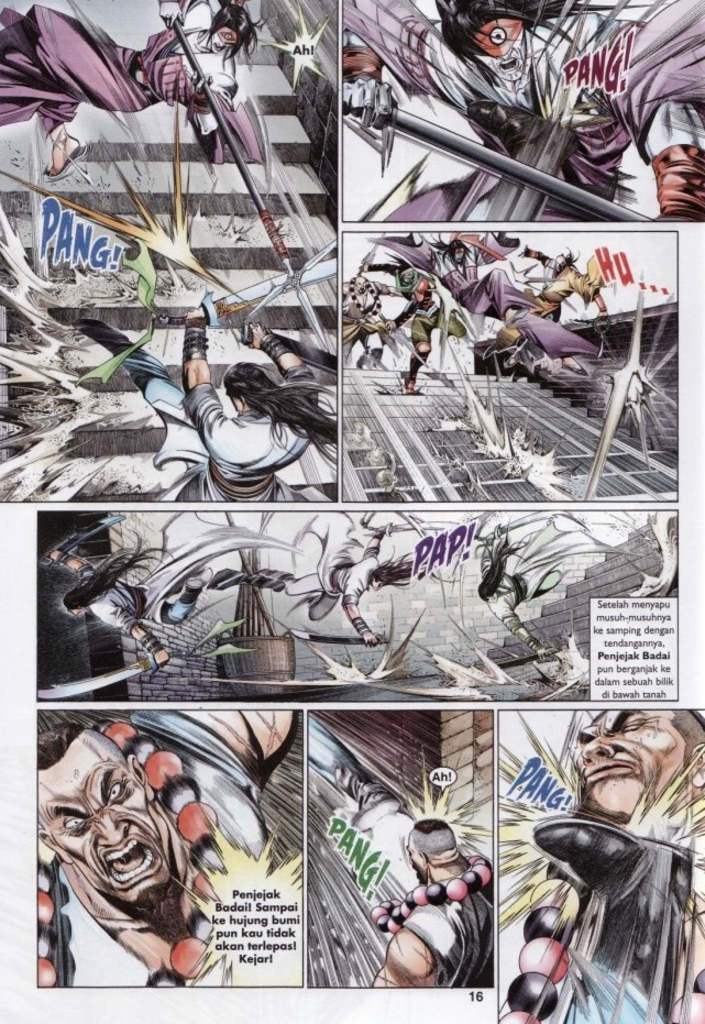 Ah!
PANG!
PANG!
HU...
PAP!
Setelah menyapu
musuh-musuhnya
ke samping dengan
tendangannya,
Penjejak Badai
pun berganjak ke
dalam sebuah bilik
di bawah tanah
Penjejak
Badai! Sampai
ke hujung bumi
pun kau tidak
akan terlepas!
Kejar!
Ah!
PANG!
PANG!
16